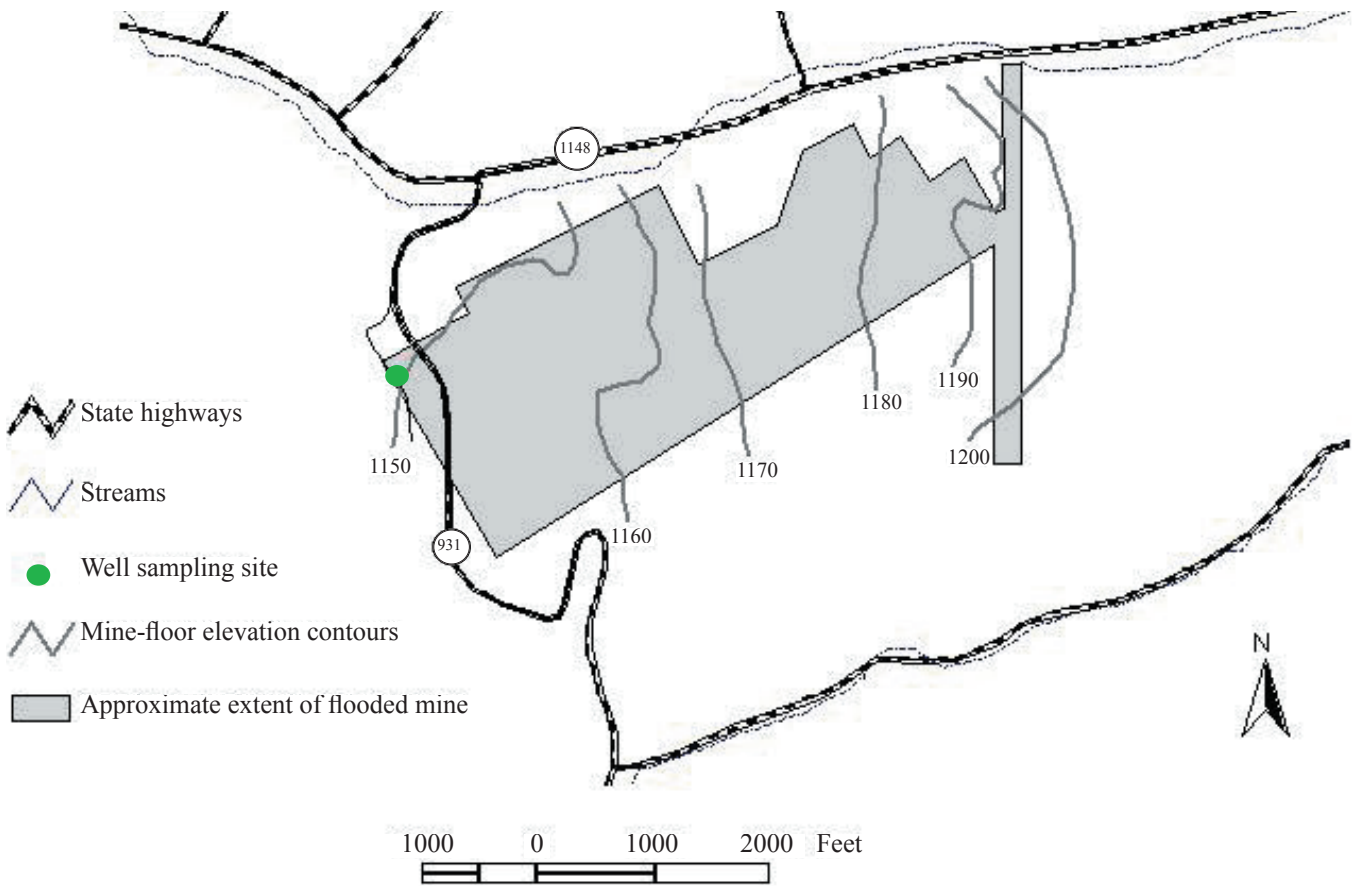 1148
1190
1180
1200
1150
1170
1160
931
State highways
Streams
Well sampling site
Mine-floor elevation contours
Approximate extent of flooded mine
N
1000 0 1000 2000 Feet